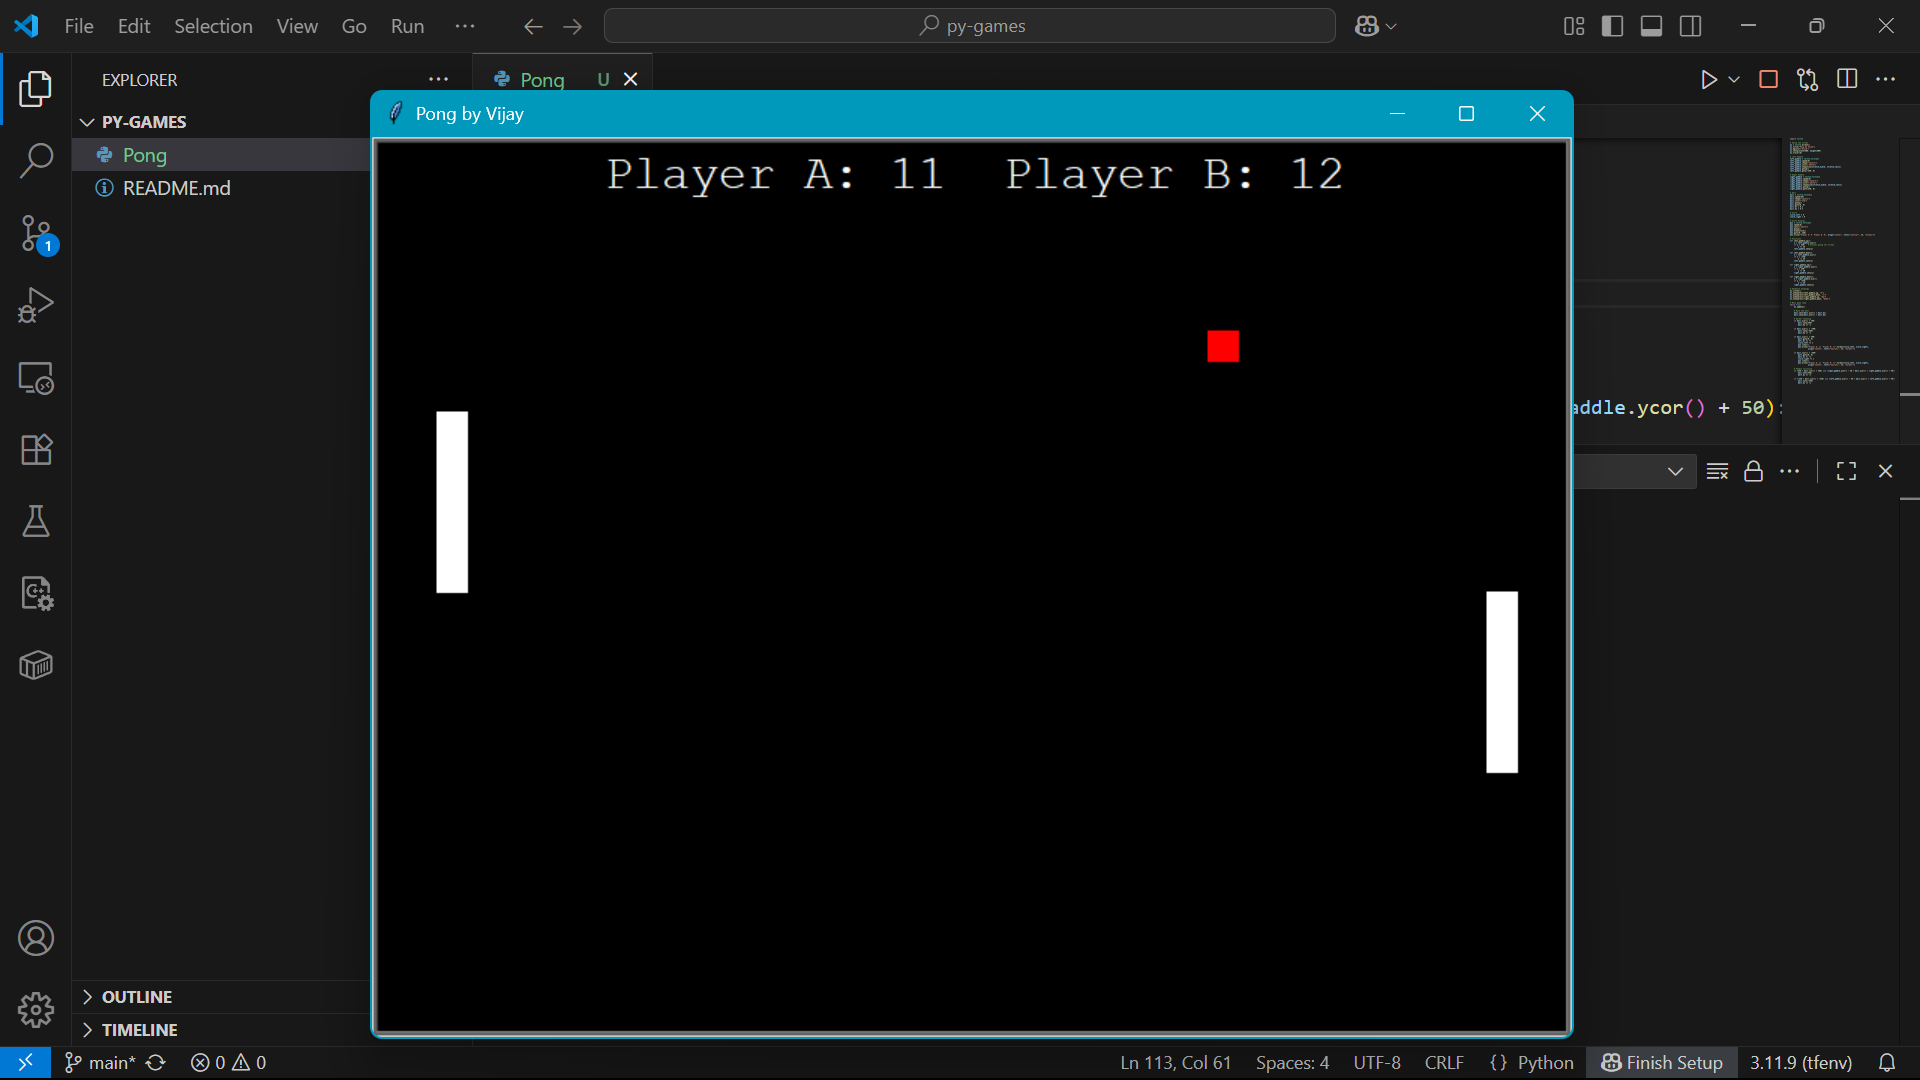 File Edit Selection View Go Run
py-games
EXPLORER
Pong U
PY-GAMES
Pong
README.md
1
Pong by Vijay
Player A: 11 Player B: 12
addle.ycor() + 50):
OUTLINE
TIMELINE
main* 0 0
Ln 113, Col 61 Spaces: 4 UTF-8 CRLF {} Python Finish Setup 3.11.9 (tfenv)